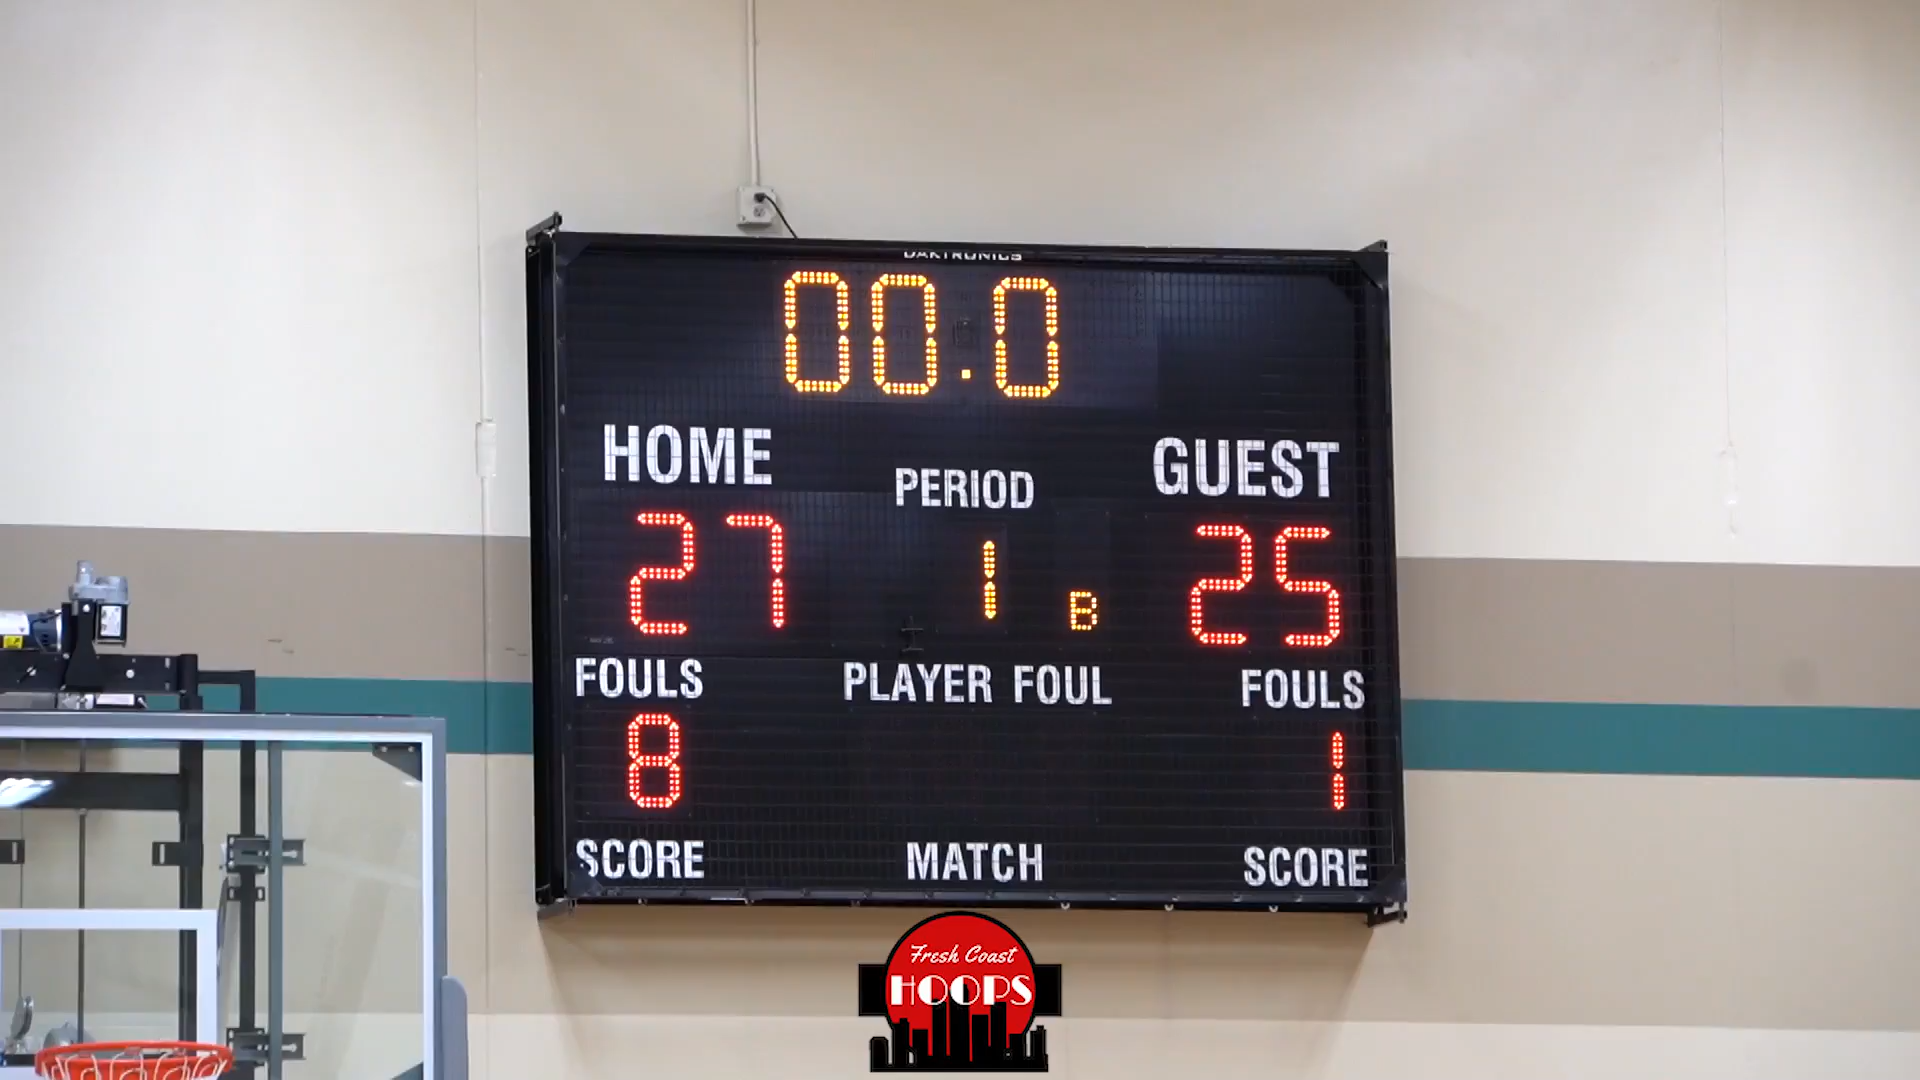 DAKTRONICS
00.0
HOME
PERIOD
GUEST
27
1
B
25
FOULS
PLAYER FOUL
FOULS
8
1
SCORE
MATCH
SCORE
Fresh Coast
HOOPS